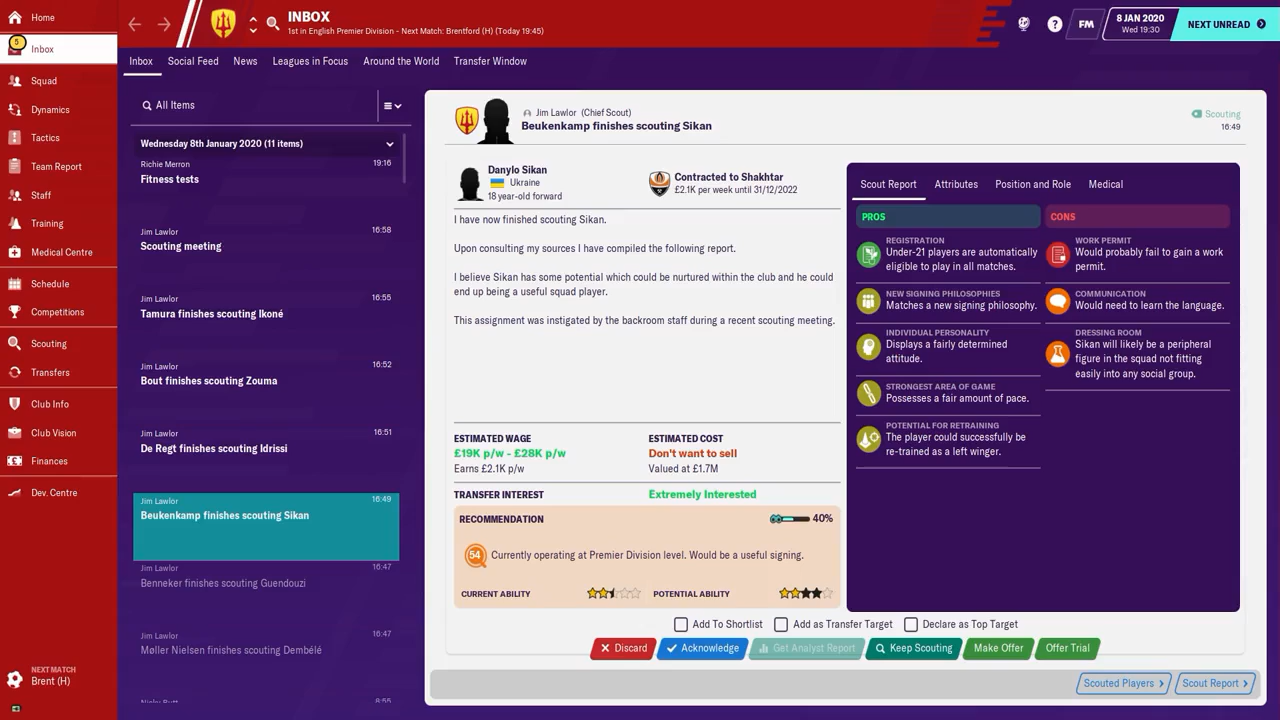 Home
5
Inbox
Squad
Dynamics
Tactics
Team Report
Staff
Training
Medical Centre
Schedule
Competitions
Scouting
Transfers
Club Info
Club Vision
Finances
Dev. Centre
NEXT MATCH
Brent (H)
INBOX
1st in English Premier Division - Next Match: Brentford (H) (Today 19:45)
?
FM
8 JAN 2020
Wed 19:30
NEXT UNREAD
Inbox
Social Feed
News
Leagues in Focus
Around the World
Transfer Window
All Items
Wednesday 8th January 2020 (11 items)
Richie Merron
19:16
Fitness tests
Jim Lawlor
16:58
Scouting meeting
Jim Lawlor
16:55
Tamura finishes scouting Ikoné
Jim Lawlor
16:52
Bout finishes scouting Zouma
Jim Lawlor
16:51
De Regt finishes scouting Idrissi
Jim Lawlor
16:49
Beukenkamp finishes scouting Sikan
Jim Lawlor
16:47
Benneker finishes scouting Guendouzi
Jim Lawlor
16:47
Møller Nielsen finishes scouting Dembélé
Nicky Butt
8:55
Jim Lawlor (Chief Scout)
Beukenkamp finishes scouting Sikan
Scouting
16:49
Danylo Sikan
Ukraine
18 year-old forward
Contracted to Shakhtar
£2.1K per week until 31/12/2022
I have now finished scouting Sikan.
Upon consulting my sources I have compiled the following report.
I believe Sikan has some potential which could be nurtured within the club and he could
end up being a useful squad player.
This assignment was instigated by the backroom staff during a recent scouting meeting.
ESTIMATED WAGE
£19K p/w - £28K p/w
Earns £2.1K p/w
ESTIMATED COST
Don't want to sell
Valued at £1.7M
TRANSFER INTEREST
Extremely Interested
RECOMMENDATION
40%
54
Currently operating at Premier Division level. Would be a useful signing.
CURRENT ABILITY
POTENTIAL ABILITY
Scout Report
Attributes
Position and Role
Medical
PROS
REGISTRATION
Under-21 players are automatically
eligible to play in all matches.
NEW SIGNING PHILOSOPHIES
Matches a new signing philosophy.
INDIVIDUAL PERSONALITY
Displays a fairly determined
attitude.
STRONGEST AREA OF GAME
Possesses a fair amount of pace.
POTENTIAL FOR RETRAINING
The player could successfully be
re-trained as a left winger.
CONS
WORK PERMIT
Would probably fail to gain a work
permit.
COMMUNICATION
Would need to learn the language.
DRESSING ROOM
Sikan will likely be a peripheral
figure in the squad not fitting
easily into any social group.
Add To Shortlist
Add as Transfer Target
Declare as Top Target
Discard
Acknowledge
Get Analyst Report
Keep Scouting
Make Offer
Offer Trial
Scouted Players
Scout Report